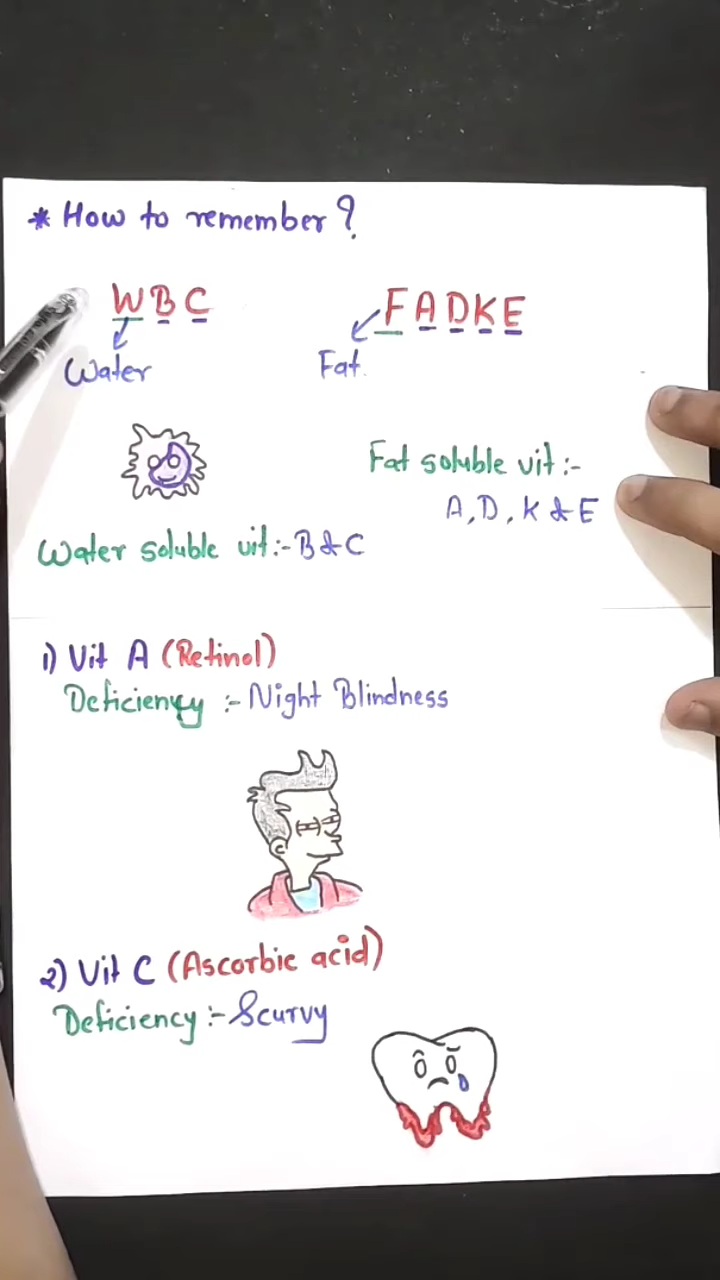 * How to remember?
WBC
Water
FADKE
Fat.
Water soluble vit:- B & C
Fat soluble vit :-
A, D, K & E
1) Vit A (Retinol)
Deficiency :- Night Blindness
2) Vit C (Ascorbic acid)
Deficiency :- Scurvy